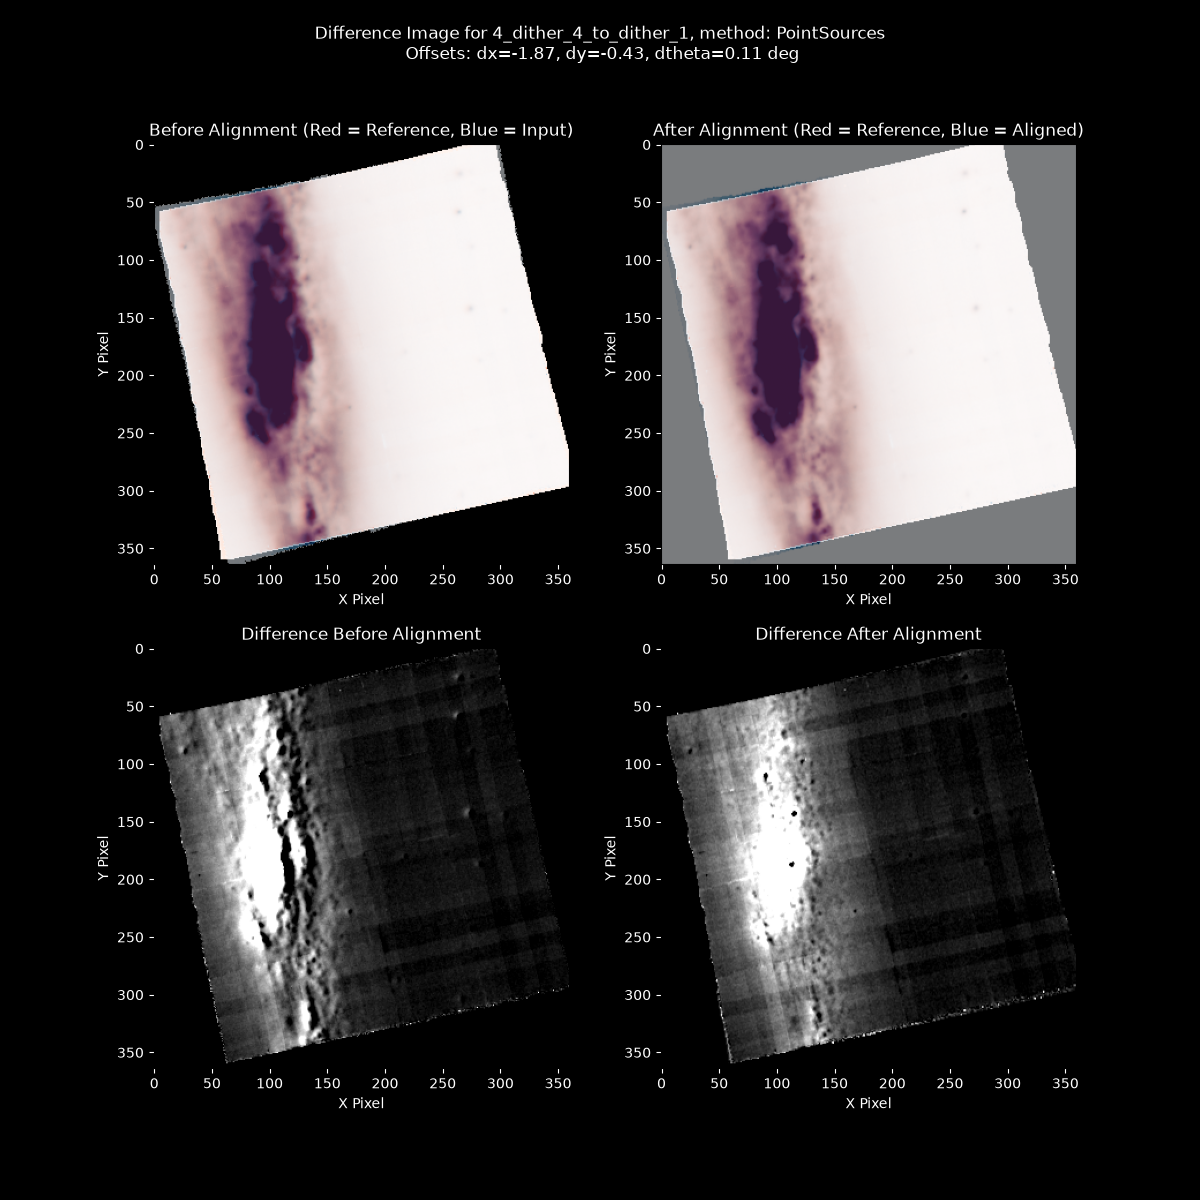 Difference Image for 4_dither_4_to_dither_1, method: PointSources
Offsets: dx=-1.87, dy=-0.43, dtheta=0.11 deg
Before Alignment (Red = Reference, Blue = Input)
0
50
100
150
200
250
300
350
Y Pixel
0 50 100 150 200 250 300 350
X Pixel
After Alignment (Red = Reference, Blue = Aligned)
0
50
100
150
200
250
300
350
Y Pixel
0 50 100 150 200 250 300 350
X Pixel
Difference Before Alignment
0
50
100
150
200
250
300
350
Y Pixel
0 50 100 150 200 250 300 350
X Pixel
Difference After Alignment
0
50
100
150
200
250
300
350
Y Pixel
0 50 100 150 200 250 300 350
X Pixel